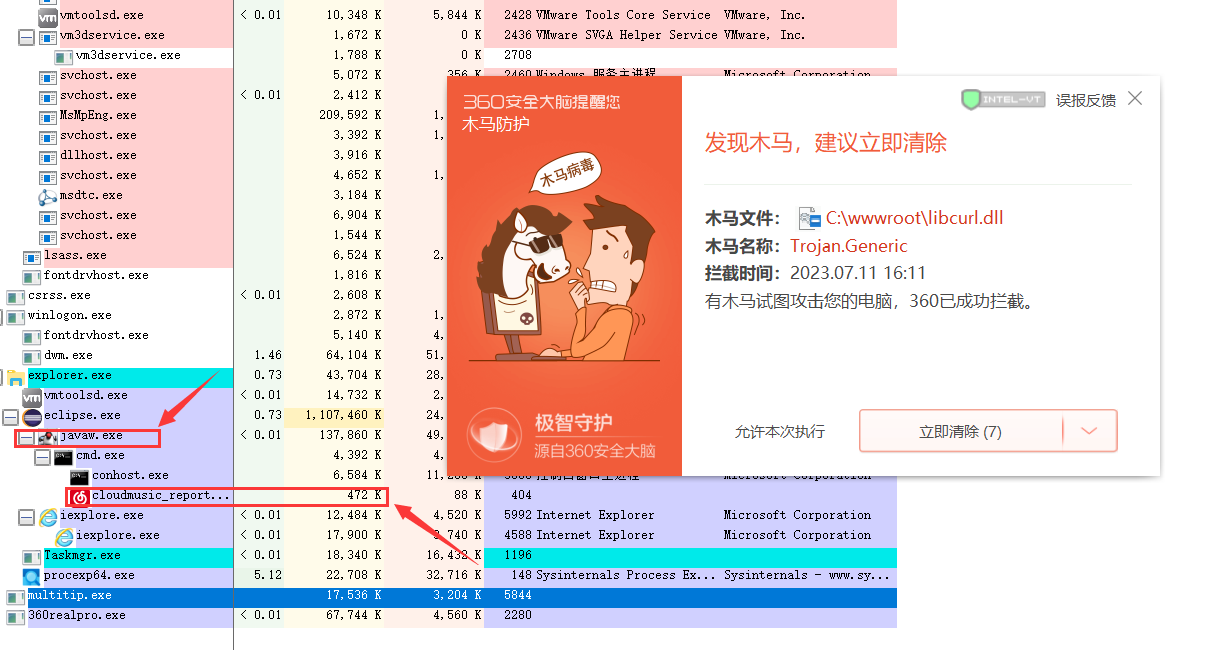 vmtoolsd.exe < 0.01 10,348 K 5,844 K 2428 VMware Tools Core Service VMware, Inc.
vm3dservice.exe 1,672 K 0 K 2436 VMware SVGA Helper Service VMware, Inc.
vm3dservice.exe 1,788 K 0 K 2708
svchost.exe 5,072 K 356 K 2460 Windows 服务主进程 Microsoft Corporation
svchost.exe < 0.01 2,412 K
MsMpEng.exe 209,592 K 1,
svchost.exe 3,392 K 1,
dllhost.exe 3,916 K
svchost.exe 4,652 K 1,
msdtc.exe 3,184 K
svchost.exe 6,904 K
svchost.exe 1,544 K
lsass.exe 6,524 K 2,
fontdrvhost.exe 1,816 K
csrss.exe < 0.01 2,608 K
winlogon.exe 2,872 K 1,
fontdrvhost.exe 5,140 K 4,
dwm.exe 1.46 64,104 K 51,
explorer.exe 0.73 43,704 K 28,
vmtoolsd.exe < 0.01 14,732 K 2,
eclipse.exe 0.73 1,107,460 K 24,
javaw.exe < 0.01 137,860 K 49,
cmd.exe 4,392 K 4,
conhost.exe 6,584 K
cloudmusic_report... 472 K 88 K 404
iexplore.exe < 0.01 12,484 K 4,520 K 5992 Internet Explorer Microsoft Corporation
iexplore.exe < 0.01 17,900 K 740 K 4588 Internet Explorer Microsoft Corporation
Taskmgr.exe < 0.01 18,340 K 16,432 K 1196
procexp64.exe 5.12 22,708 K 32,716 K 148 Sysinternals Process Ex... Sysinternals - www.sy...
multitip.exe 17,536 K 3,204 K 5844
360realpro.exe < 0.01 67,744 K 4,560 K 2280
360安全大脑提醒您
木马防护
木马病毒
极智守护
源自360安全大脑
INTEL-VT 误报反馈
发现木马，建议立即清除
木马文件： C:\wwwroot\libcurl.dll
木马名称： Trojan.Generic
拦截时间： 2023.07.11 16:11
有木马试图攻击您的电脑，360已成功拦截。
允许本次执行 立即清除 (7)